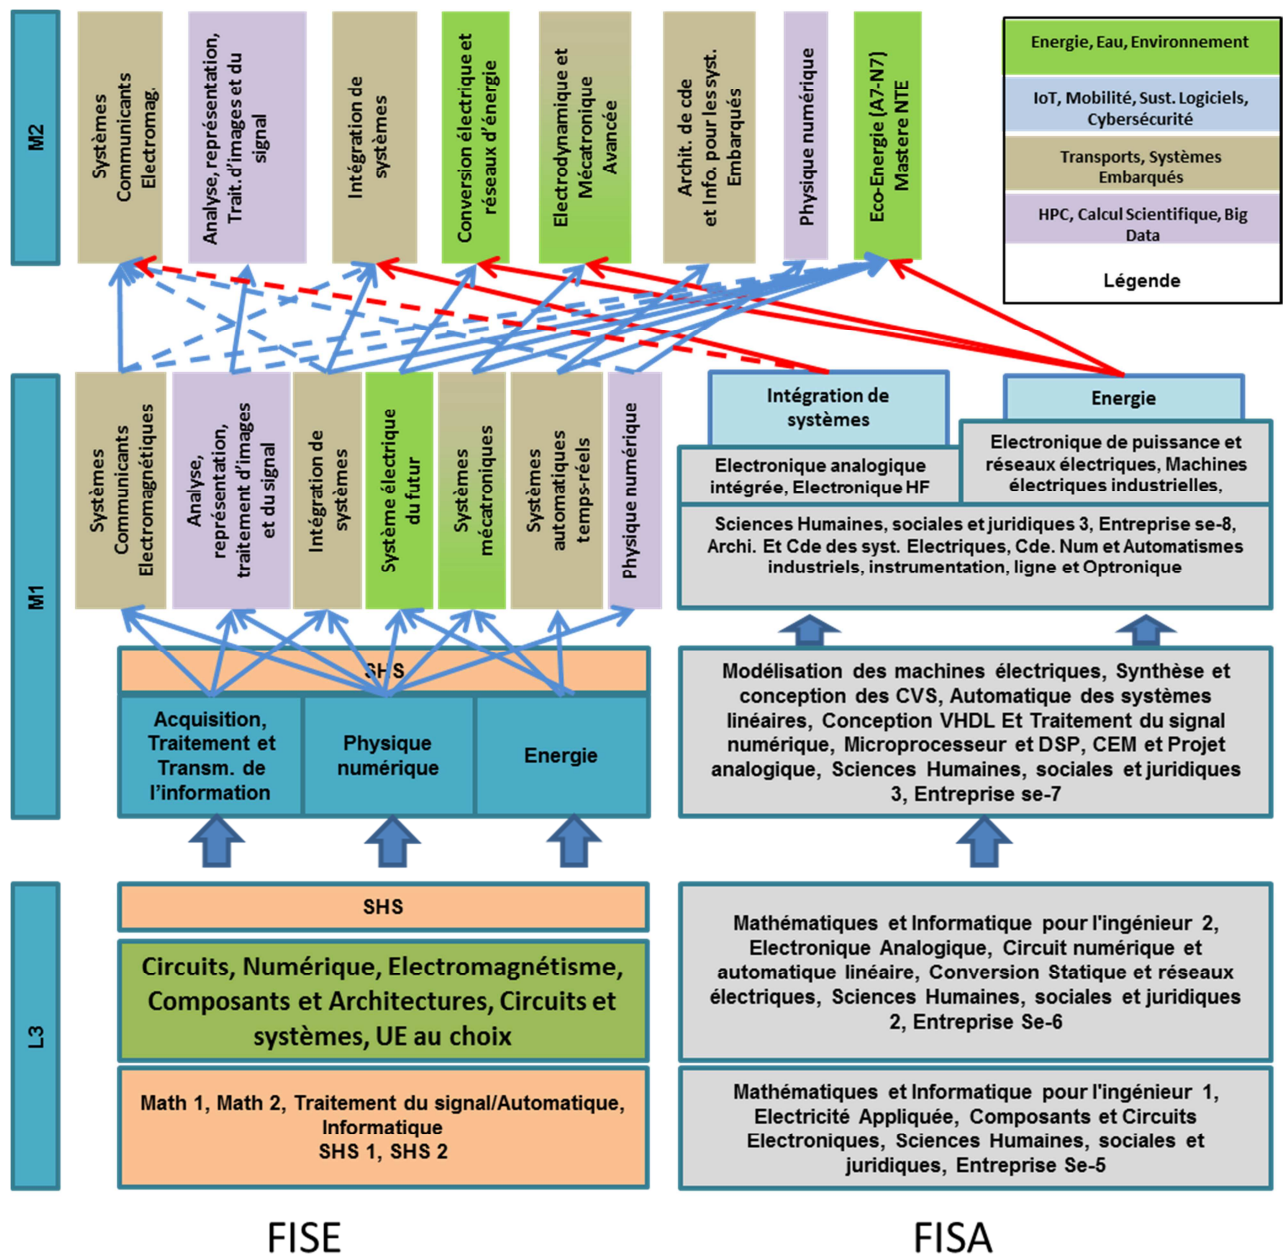 M2
Systèmes
Communicants
Electromag.
Analyse, représentation,
Trait. d'images et du
signal
Intégration de
systèmes
Conversion électrique et
réseaux d'énergie
Electrodynamique et
Mécatronique
Avancée
Archit. de cde
et Info. pour les syst.
Embarqués
Physique numérique
Eco-Energie (A7-N7)
Mastere NTE
Energie, Eau, Environnement
IoT, Mobilité, Sust. Logiciels,
Cybersécurité
Transports, Systèmes
Embarqués
HPC, Calcul Scientifique, Big
Data
Légende
M1
Systèmes
Communicants
Electromagnétiques
Analyse,
représentation,
traitement d'images
et du signal
Intégration de
systèmes
Système électrique
du futur
Systèmes
mécatroniques
Systèmes
automatiques
temps-réels
Physique numérique
Intégration de
systèmes
Energie
Electronique analogique
intégrée, Electronique HF
Electronique de puissance et
réseaux électriques, Machines
électriques industrielles,
Sciences Humaines, sociales et juridiques 3, Entreprise se-8,
Archi. Et Cde des syst. Electriques, Cde. Num et Automatismes
industriels, instrumentation, ligne et Optronique
SHS
Acquisition,
Traitement et
Transm. de
l'information
Physique
numérique
Energie
Modélisation des machines électriques, Synthèse et
conception des CVS, Automatique des systèmes
linéaires, Conception VHDL Et Traitement du signal
numérique, Microprocesseur et DSP, CEM et Projet
analogique, Sciences Humaines, sociales et juridiques
3, Entreprise se-7
L3
SHS
Circuits, Numérique, Electromagnétisme,
Composants et Architectures, Circuits et
systèmes, UE au choix
Math 1, Math 2, Traitement du signal/Automatique,
Informatique
SHS 1, SHS 2
Mathématiques et Informatique pour l'ingénieur 2,
Electronique Analogique, Circuit numérique et
automatique linéaire, Conversion Statique et réseaux
électriques, Sciences Humaines, sociales et juridiques
2, Entreprise Se-6
Mathématiques et Informatique pour l'ingénieur 1,
Electricité Appliquée, Composants et Circuits
Electroniques, Sciences Humaines, sociales et
juridiques, Entreprise Se-5
FISE
FISA